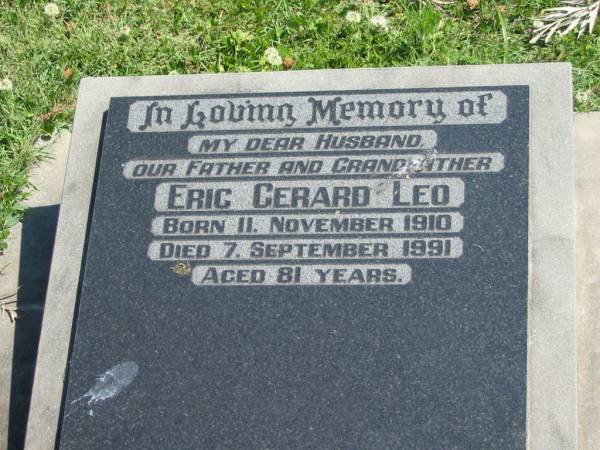 In Loving Memory of
My dear Husband
our Father and Grandfather
Eric Gerard Leo
Born 11. November 1910
Died 7. September 1991
Aged 81 years.